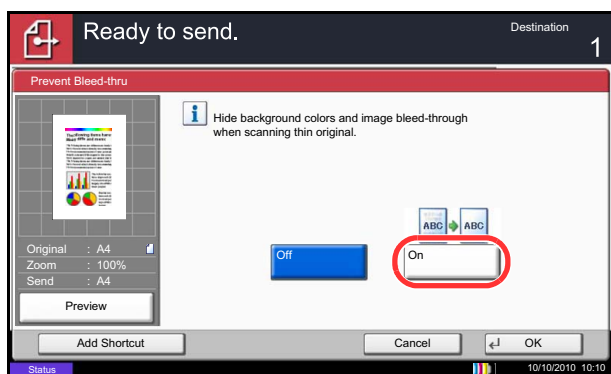 Ready to send.
Destination
1
Prevent Bleed-thru
Hide background colors and image bleed-through
when scanning thin original.
ABC ABC
Off
On
Original : A4
Zoom : 100%
Send : A4
Preview
Add Shortcut
Cancel
OK
Status
10/10/2010 10:10